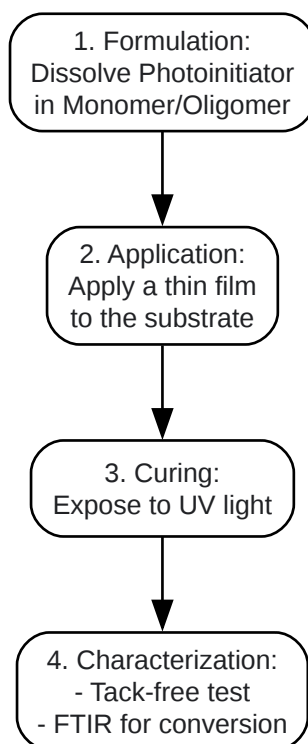 1. Formulation:
Dissolve Photoinitiator
in Monomer/Oligomer
2. Application:
Apply a thin film
to the substrate
3. Curing:
Expose to UV light
4. Characterization:
- Tack-free test
- FTIR for conversion